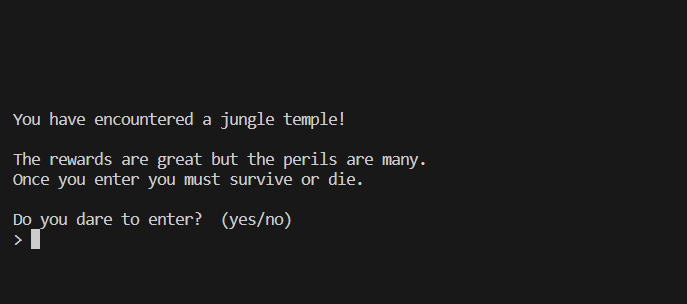 You have encountered a jungle temple!
The rewards are great but the perils are many.
Once you enter you must survive or die.
Do you dare to enter?  (yes/no)
>